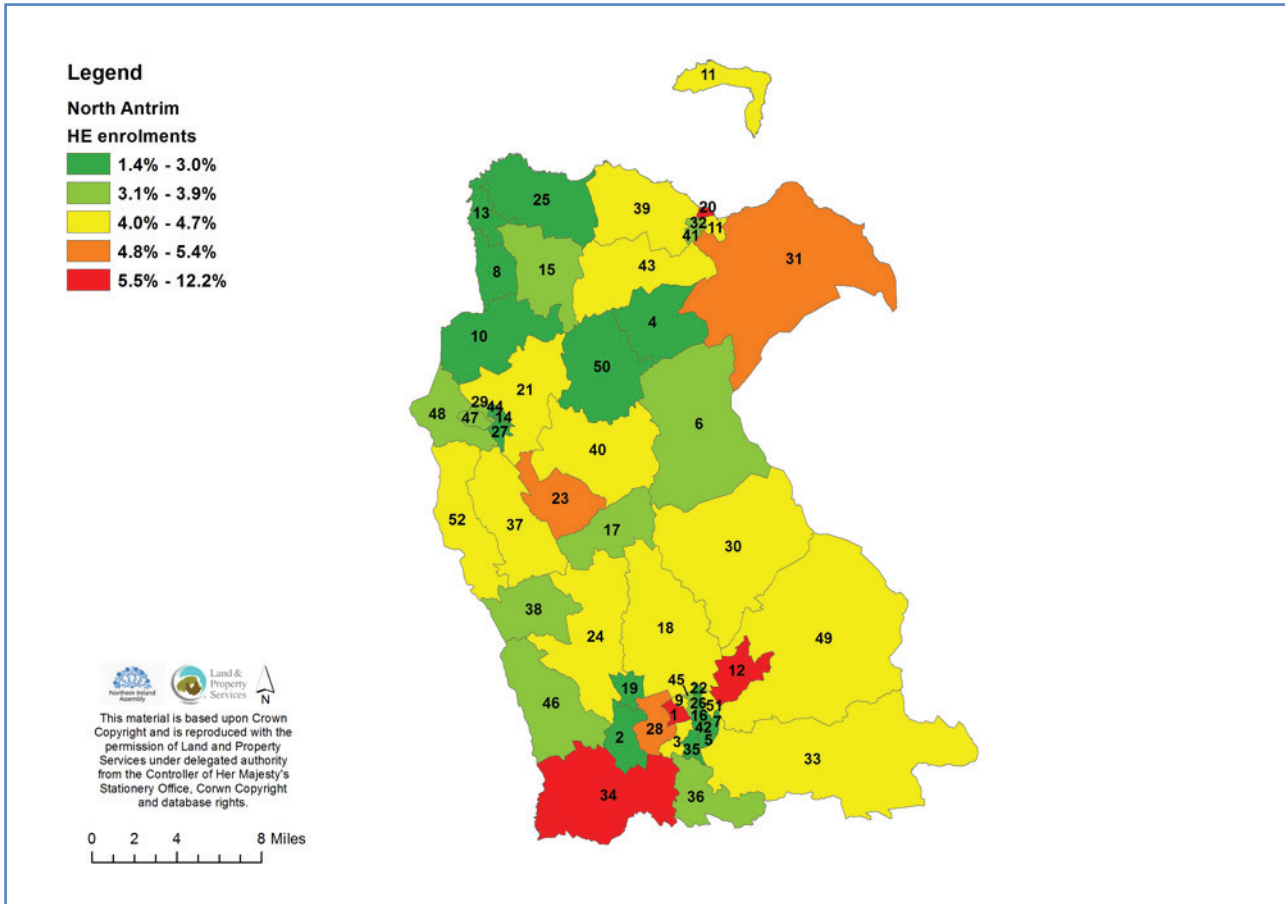 Legend
North Antrim
HE enrolments
1.4% - 3.0%
3.1% - 3.9%
4.0% - 4.7%
4.8% - 5.4%
5.5% - 12.2%
11
25
13
39
20
32
11
41
31
8
15
43
4
10
50
21
29
44
48
47
14
27
6
40
23
52
37
17
30
38
24
18
49
12
45
22
19
9
26
51
46
1
16
7
28
42
2
3
5
35
33
34
36
Northern Ireland
Assembly
Land &
Property
Services
N
This material is based upon Crown
Copyright and is reproduced with the
permission of Land and Property
Services under delegated authority
from the Controller of Her Majesty's
Stationery Office, Corwn Copyright
and database rights.
0 2 4 8 Miles